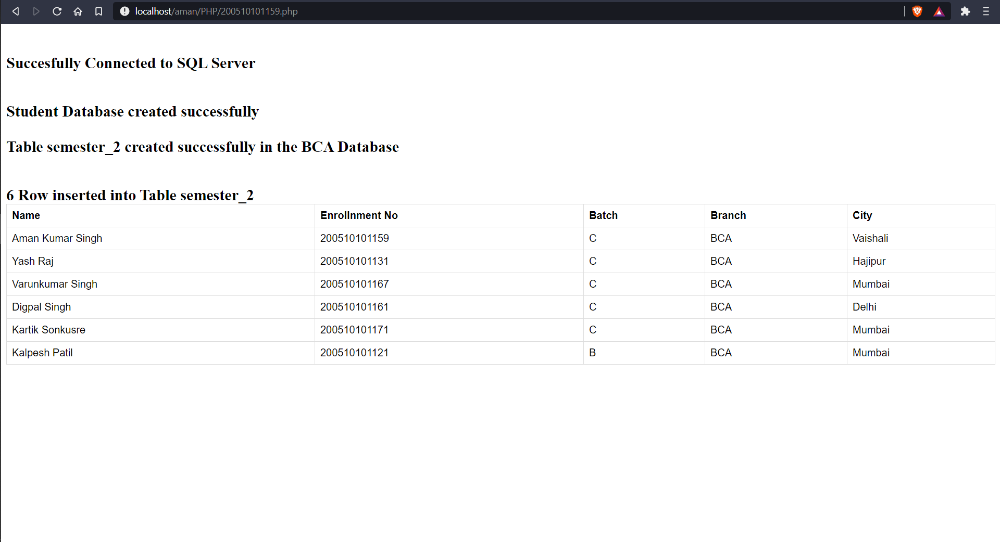 localhost/aman/PHP/200510101159.php
Succesfully Connected to SQL Server
Student Database created successfully
Table semester_2 created successfully in the BCA Database
6 Row inserted into Table semester_2
Name Enrollnment No Batch Branch City
Aman Kumar Singh 200510101159 C BCA Vaishali
Yash Raj 200510101131 C BCA Hajipur
Varunkumar Singh 200510101167 C BCA Mumbai
Digpal Singh 200510101161 C BCA Delhi
Kartik Sonkusre 200510101171 C BCA Mumbai
Kalpesh Patil 200510101121 B BCA Mumbai